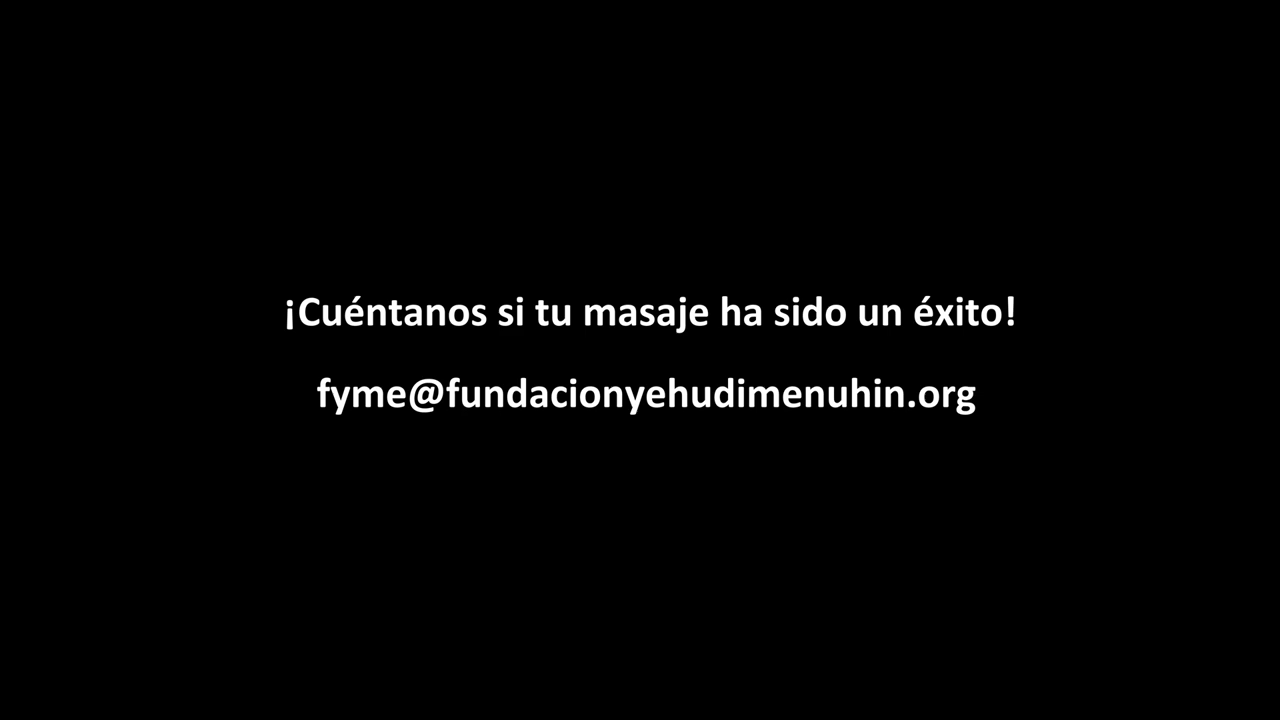 ¡Cuéntanos si tu masaje ha sido un éxito!
fyme@fundacionyehudimenuhin.org